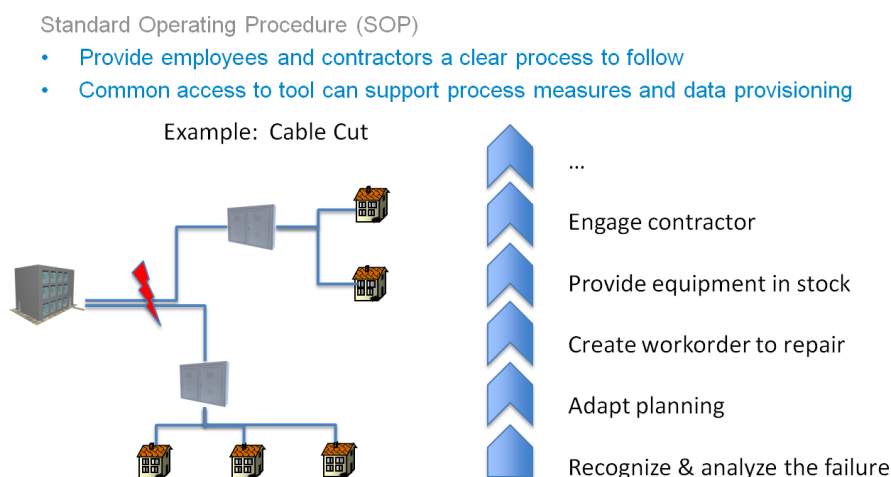 Standard Operating Procedure (SOP)
• Provide employees and contractors a clear process to follow
• Common access to tool can support process measures and data provisioning
Example: Cable Cut
...
Engage contractor
Provide equipment in stock
Create workorder to repair
Adapt planning
Recognize & analyze the failure